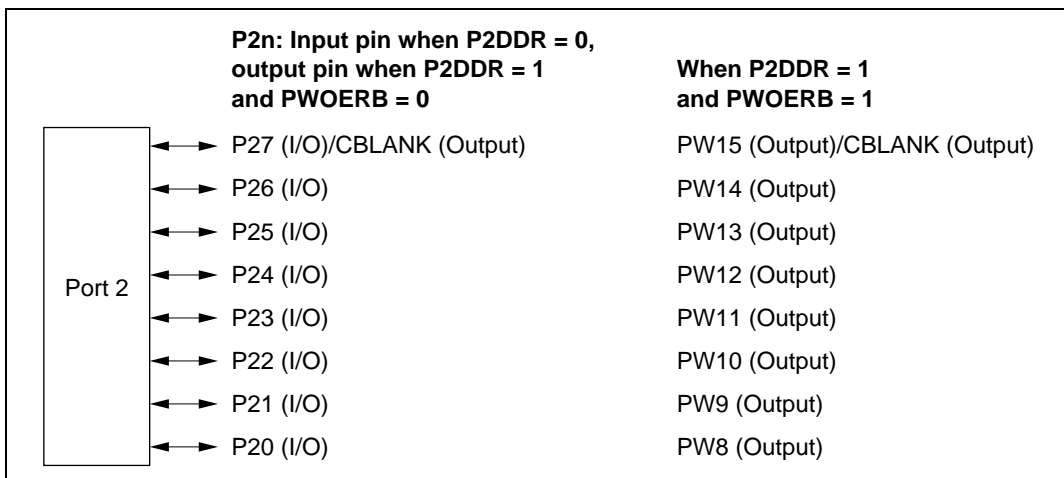 P2n: Input pin when P2DDR = 0,
output pin when P2DDR = 1
and PWOERB = 0
When P2DDR = 1
and PWOERB = 1
Port 2
P27 (I/O)/CBLANK (Output) PW15 (Output)/CBLANK (Output)
P26 (I/O) PW14 (Output)
P25 (I/O) PW13 (Output)
P24 (I/O) PW12 (Output)
P23 (I/O) PW11 (Output)
P22 (I/O) PW10 (Output)
P21 (I/O) PW9 (Output)
P20 (I/O) PW8 (Output)